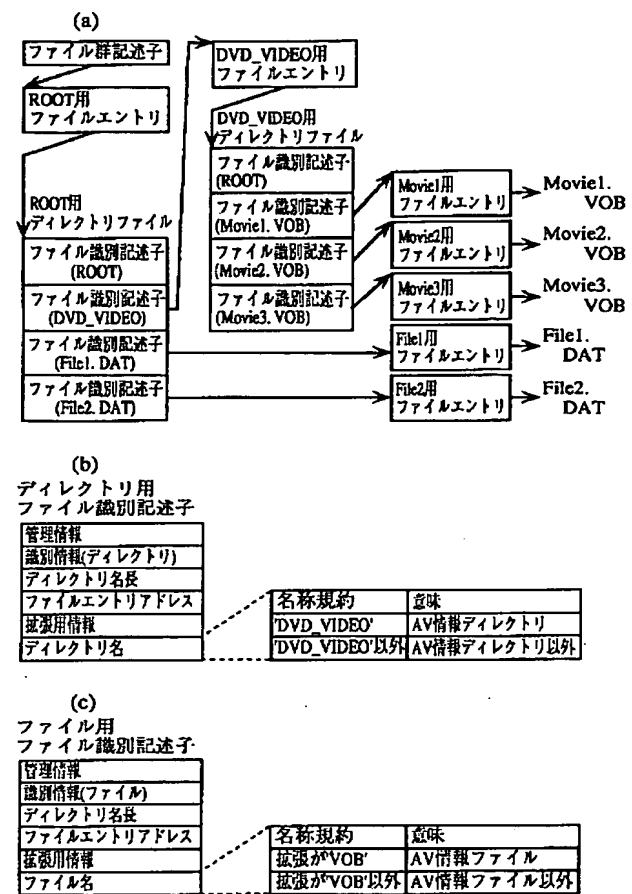 (a)
ファイル群記述子
ROOT用
ファイルエントリ
ROOT用
ディレクトリファイル
ファイル識別記述子
(ROOT)
ファイル識別記述子
(DVD_VIDEO)
ファイル識別記述子
(File1. DAT)
ファイル識別記述子
(File2. DAT)
DVD_VIDEO用
ファイルエントリ
DVD_VIDEO用
ディレクトリファイル
ファイル識別記述子
(ROOT)
ファイル識別記述子
(Movie1. VOB)
ファイル識別記述子
(Movie2. VOB)
ファイル識別記述子
(Movie3. VOB)
Movie1用
ファイルエントリ
Movie1.
VOB
Movie2用
ファイルエントリ
Movie2.
VOB
Movie3用
ファイルエントリ
Movie3.
VOB
File1用
ファイルエントリ
File1.
DAT
File2用
ファイルエントリ
File2.
DAT
(b)
ディレクトリ用
ファイル識別記述子
管理情報
識別情報(ディレクトリ)
ディレクトリ名長
ファイルエントリアドレス
拡張用情報
ディレクトリ名
名称規約 意味
'DVD_VIDEO' AV情報ディレクトリ
'DVD_VIDEO'以外 AV情報ディレクトリ以外
(c)
ファイル用
ファイル識別記述子
管理情報
識別情報(ファイル)
ディレクトリ名長
ファイルエントリアドレス
拡張用情報
ファイル名
名称規約 意味
拡張が'VOB' AV情報ファイル
拡張が'VOB'以外 AV情報ファイル以外